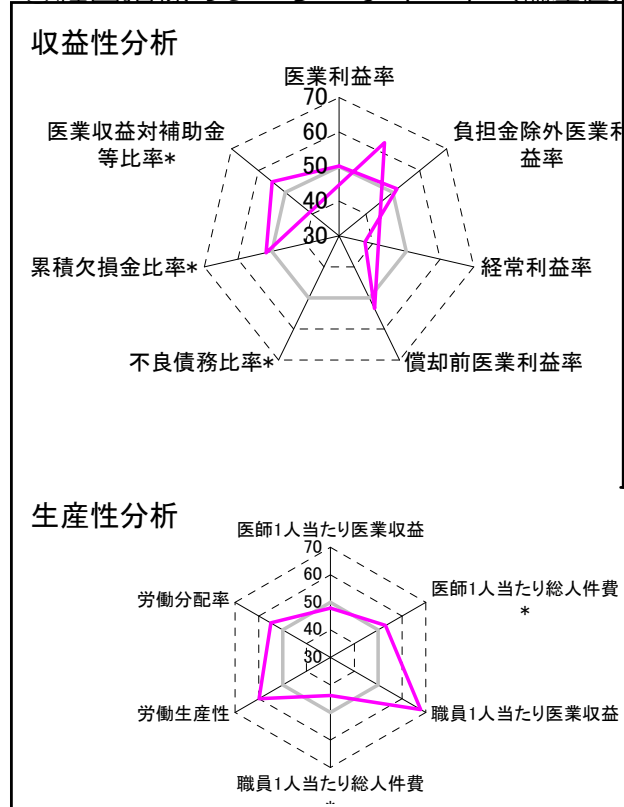 収益性分析
医業利益率
70
60
50
40
30
負担金除外医業利
益率
医業収益対補助金
等比率*
累積欠損金比率*
経常利益率
不良債務比率*
償却前医業利益率
生産性分析
医師1人当たり医業収益
70
60
50
40
30
医師1人当たり総人件費
*
労働分配率
労働生産性
職員1人当たり医業収益
職員1人当たり総人件費
*